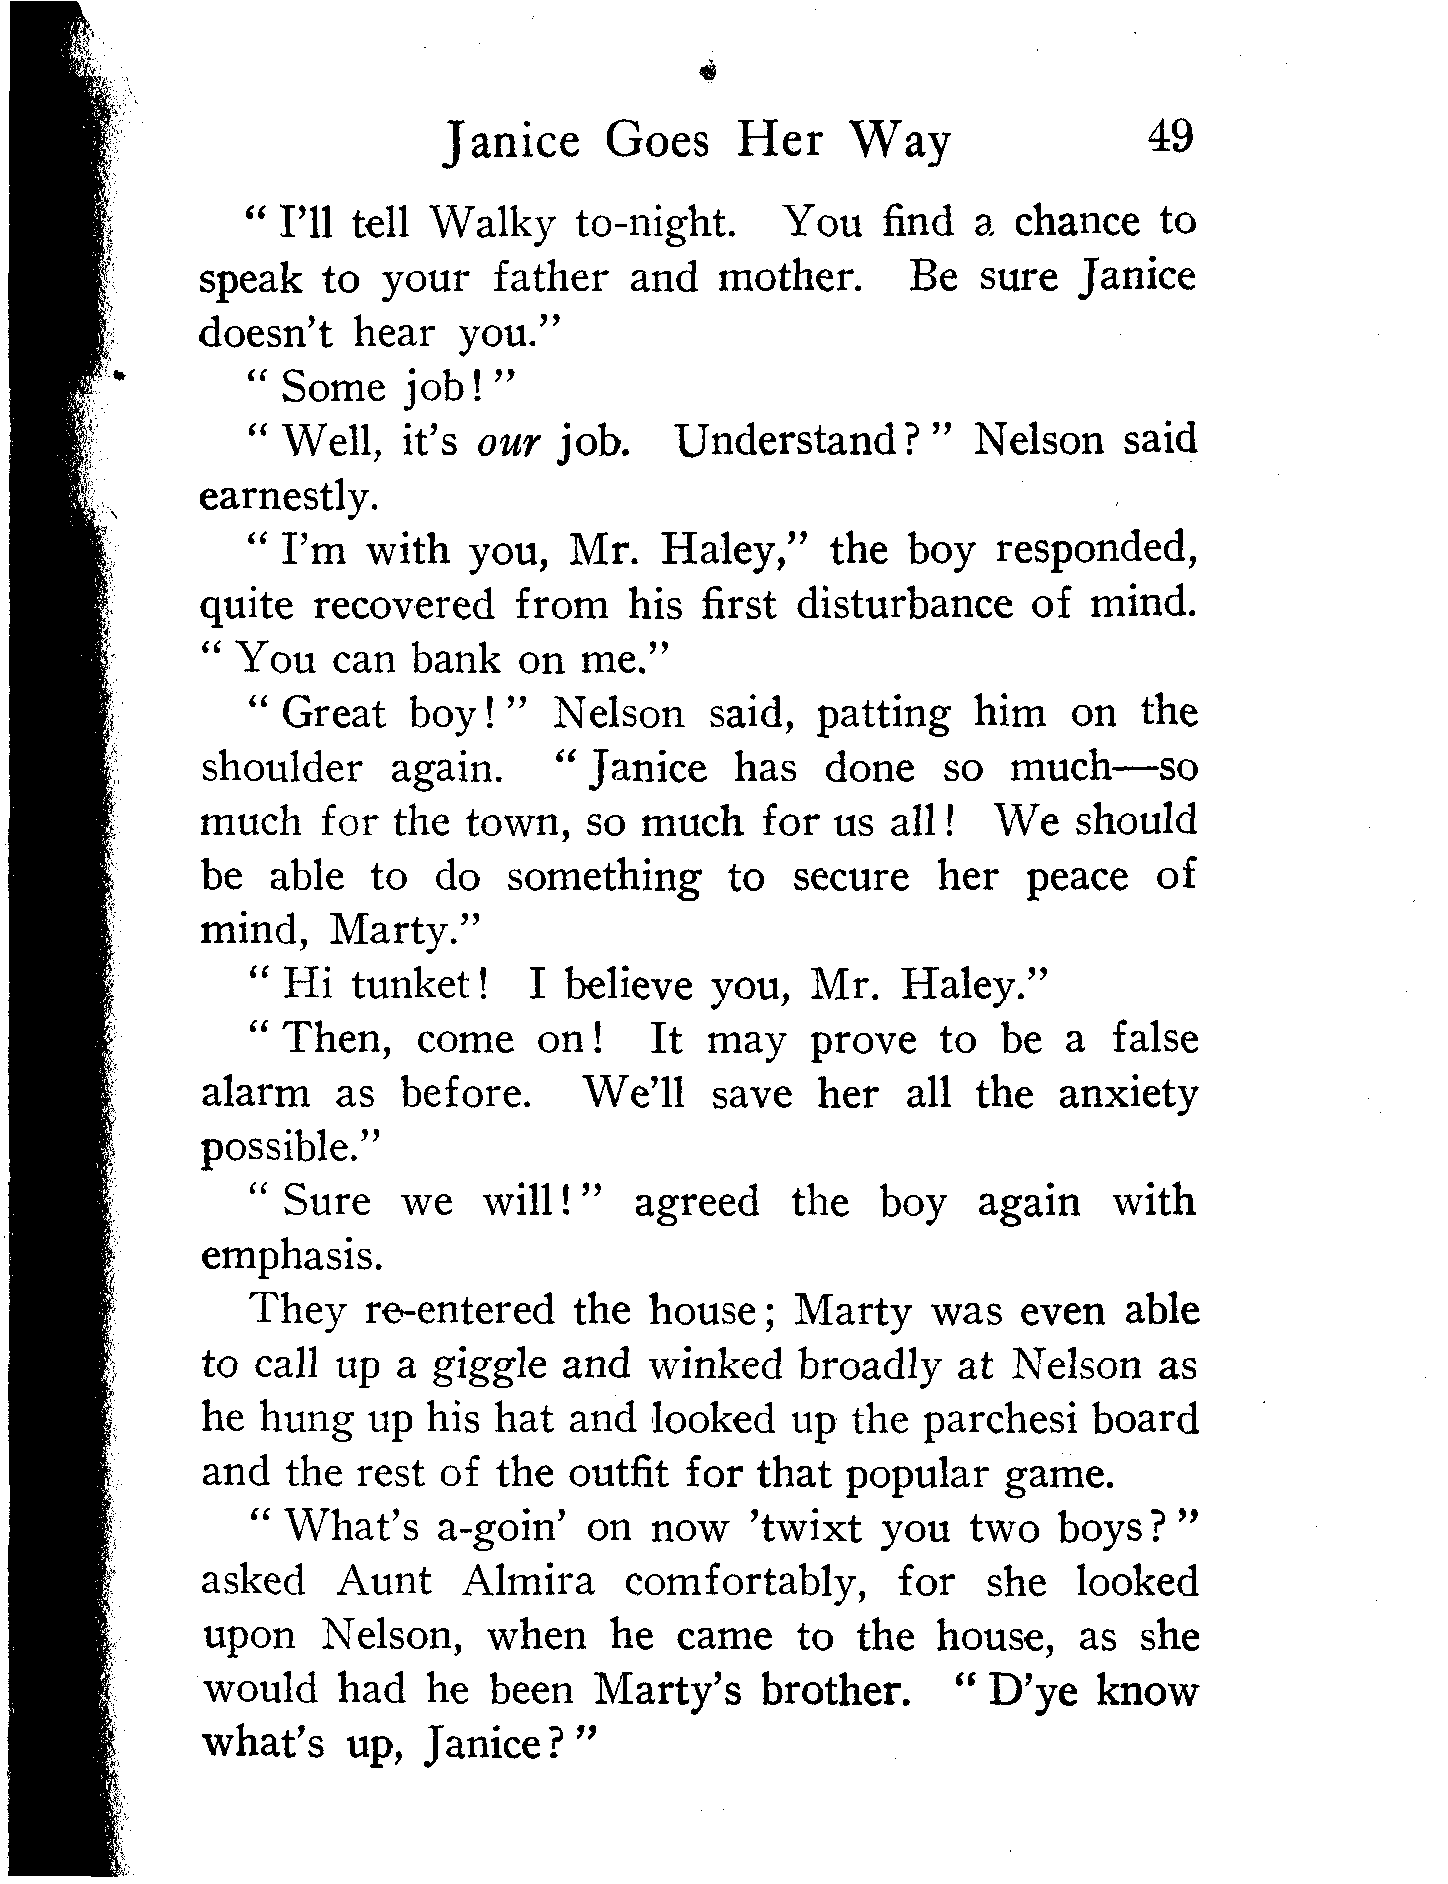 Janice Goes Her Way 49
" I'll tell Walky to-night. You find a chance to
speak to your father and mother. Be sure Janice
doesn't hear you."
" Some job! "
" Well, it's our job. Understand? " Nelson said
earnestly.
" I'm with you, Mr. Haley," the boy responded,
quite recovered from his first disturbance of mind.
" You can bank on me."
" Great boy! " Nelson said, patting him on the
shoulder again. " Janice has done so much—so
much for the town, so much for us all! We should
be able to do something to secure her peace of
mind, Marty."
" Hi tunket! I believe you, Mr. Haley."
" Then, come on! It may prove to be a false
alarm as before. We'll save her all the anxiety
possible."
" Sure we will! " agreed the boy again with
emphasis.
They re-entered the house; Marty was even able
to call up a giggle and winked broadly at Nelson as
he hung up his hat and looked up the parchesi board
and the rest of the outfit for that popular game.
" What's a-goin' on now 'twixt you two boys? "
asked Aunt Almira comfortably, for she looked
upon Nelson, when he came to the house, as she
would had he been Marty's brother. " D'ye know
what's up, Janice? "